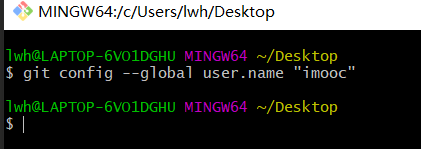 MINGW64:/c/Users/lwh/Desktop
lwh@LAPTOP-6VO1DGHU MINGW64 ~/Desktop
$ git config --global user.name "imooc"
lwh@LAPTOP-6VO1DGHU MINGW64 ~/Desktop
$